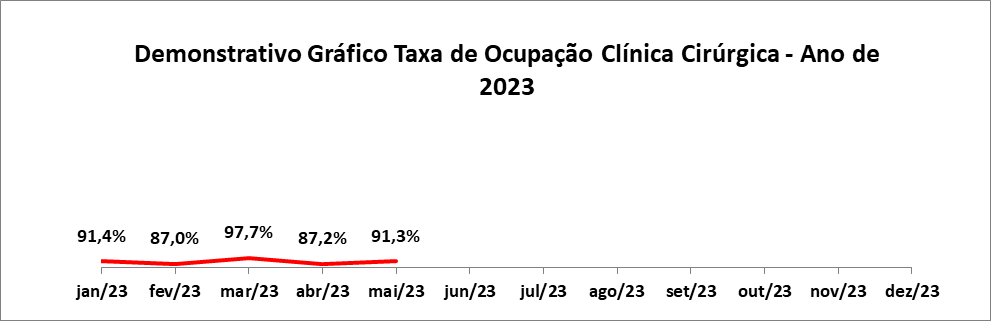 Demonstrativo Gráfico Taxa de Ocupação Clínica Cirúrgica - Ano de
2023
91,4% 87,0% 97,7% 87,2% 91,3%
jan/23 fev/23 mar/23 abr/23 mai/23 jun/23 jul/23 ago/23 set/23 out/23 nov/23 dez/23